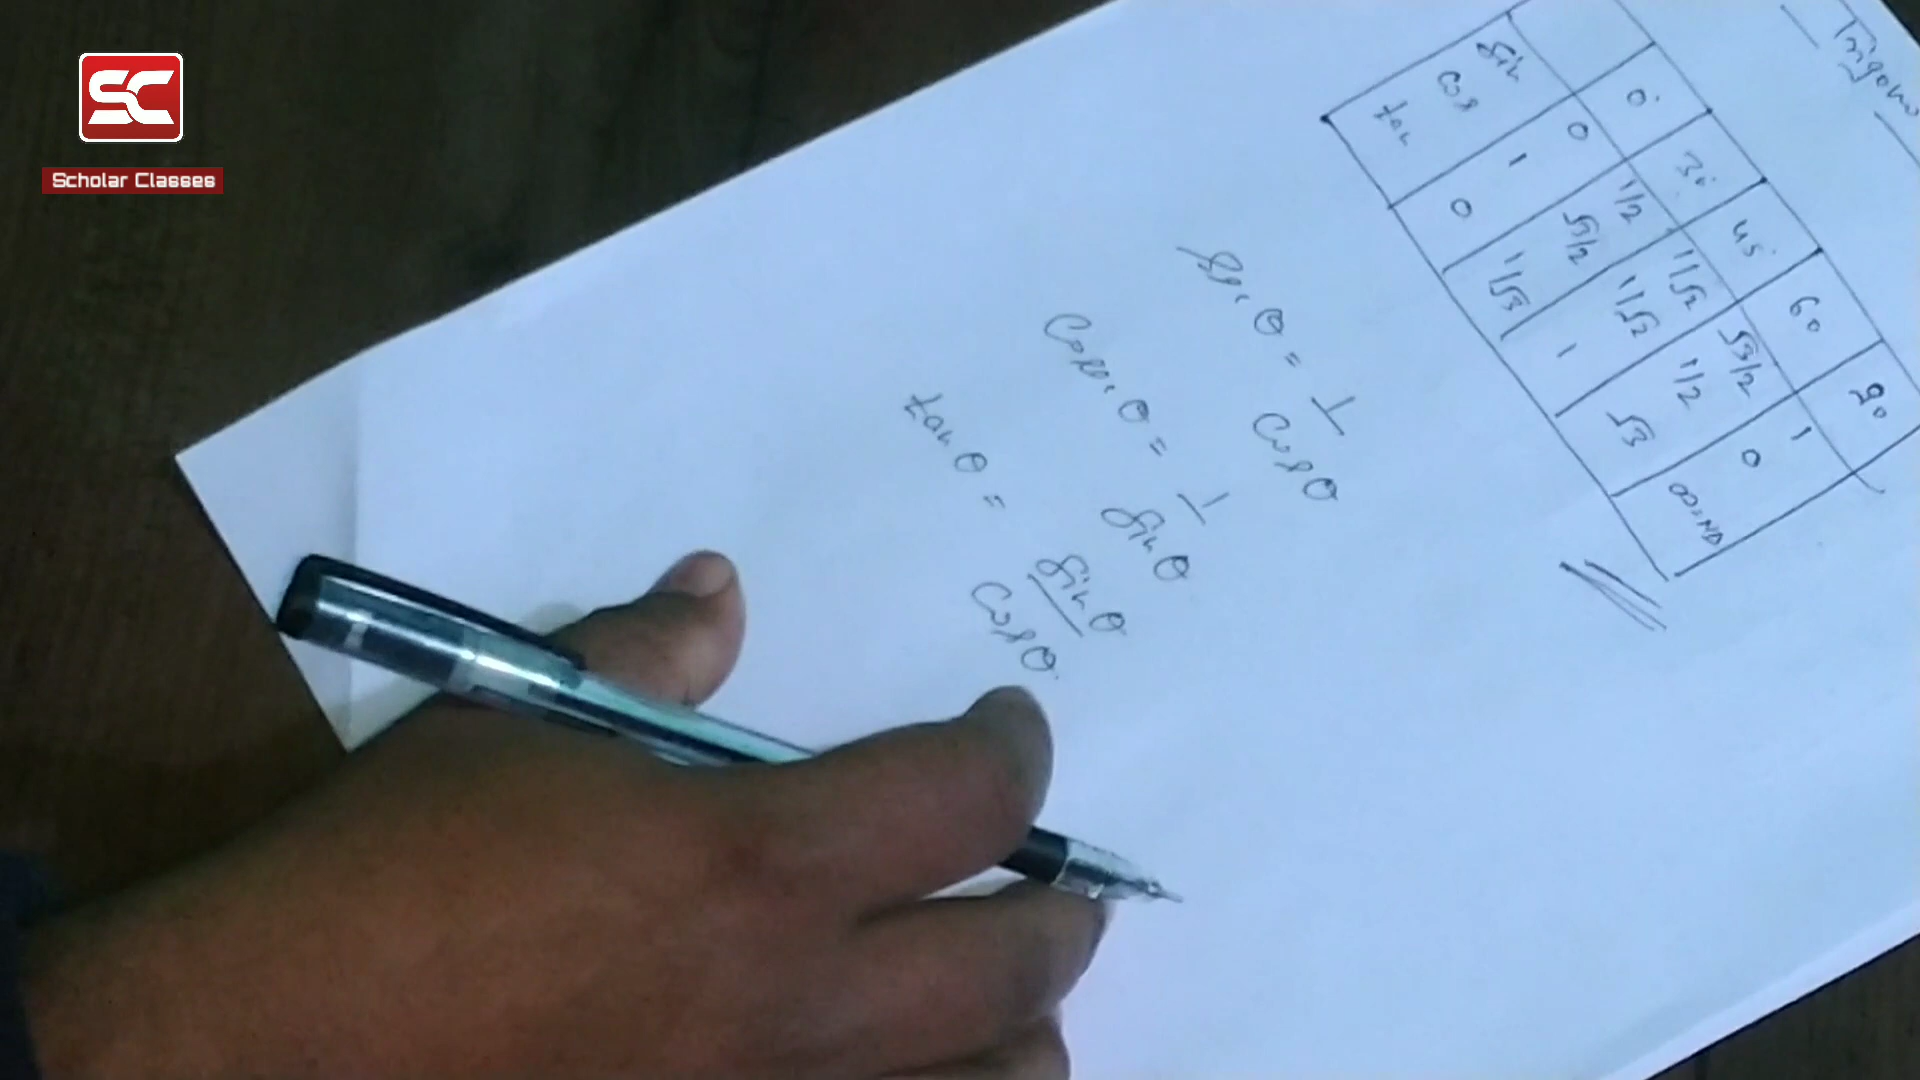 SC
Scholar Classes
Trigono
0° 30° 45° 60 90
sin 0 1/2 1/√2 √3/2 1
cos 1 √3/2 1/√2 1/2 0
tan 0 1/√3 1 √3 ∞=ND
Sec θ = 1/cos θ
Cosec θ = 1/sin θ
tan θ = sin θ/cos θ